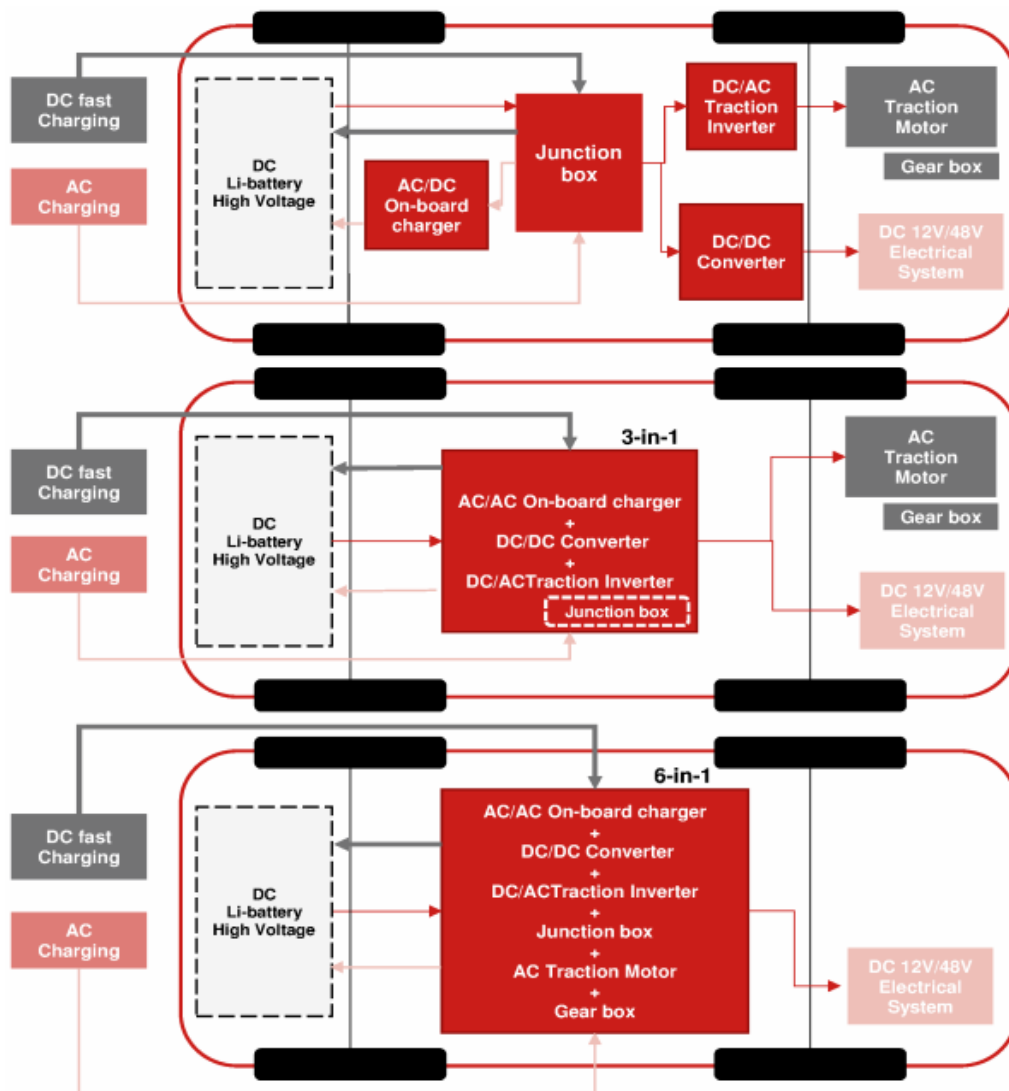 DC fast
Charging
AC
Charging
DC
Li-battery
High Voltage
AC/DC
On-board
charger
Junction
box
DC/AC
Traction
Inverter
DC/DC
Converter
AC
Traction
Motor
Gear box
DC 12V/48V
Electrical
System
3-in-1
DC fast
Charging
AC
Charging
DC
Li-battery
High Voltage
AC/AC On-board charger
+
DC/DC Converter
+
DC/ACTraction Inverter
Junction box
AC
Traction
Motor
Gear box
DC 12V/48V
Electrical
System
6-in-1
DC fast
Charging
AC
Charging
DC
Li-battery
High Voltage
AC/AC On-board charger
+
DC/DC Converter
+
DC/ACTraction Inverter
+
Junction box
+
AC Traction Motor
+
Gear box
DC 12V/48V
Electrical
System